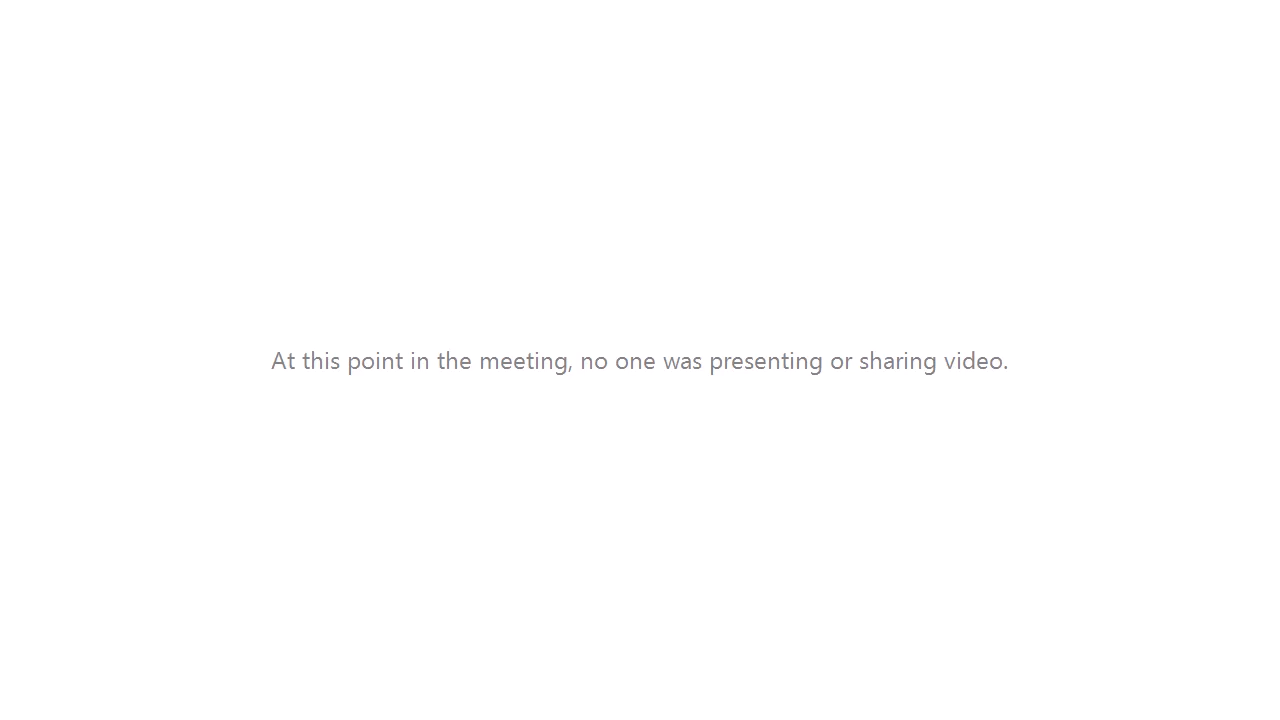 At this point in the meeting, no one was presenting or sharing video.